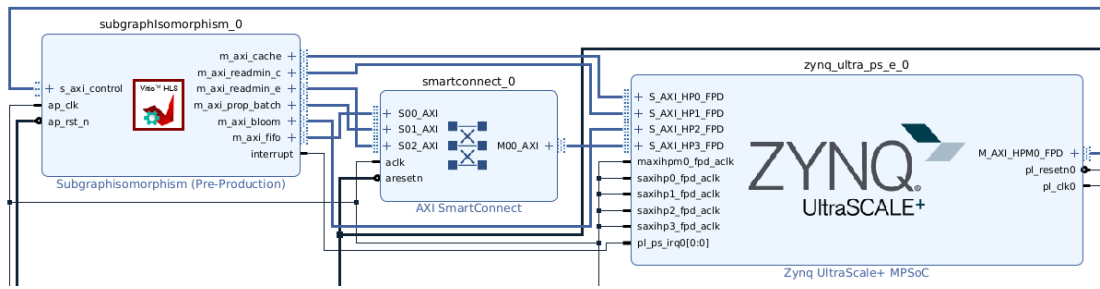 subgraphIsomorphism_0
s_axi_control
ap_clk
ap_rst_n
Vitis™ HLS
m_axi_cache
m_axi_readmin_c
m_axi_readmin_e
m_axi_prop_batch
m_axi_bloom
m_axi_fifo
interrupt
Subgraphisomorphism (Pre-Production)
smartconnect_0
S00_AXI
S01_AXI
S02_AXI
aclk
aresetn
M00_AXI
AXI SmartConnect
zynq_ultra_ps_e_0
S_AXI_HP0_FPD
S_AXI_HP1_FPD
S_AXI_HP2_FPD
S_AXI_HP3_FPD
maxihpm0_fpd_aclk
saxihp0_fpd_aclk
saxihp1_fpd_aclk
saxihp2_fpd_aclk
saxihp3_fpd_aclk
pl_ps_irq0[0:0]
ZYNQ®
UltraSCALE+
M_AXI_HPM0_FPD
pl_resetn0
pl_clk0
Zynq UltraScale+ MPSoC